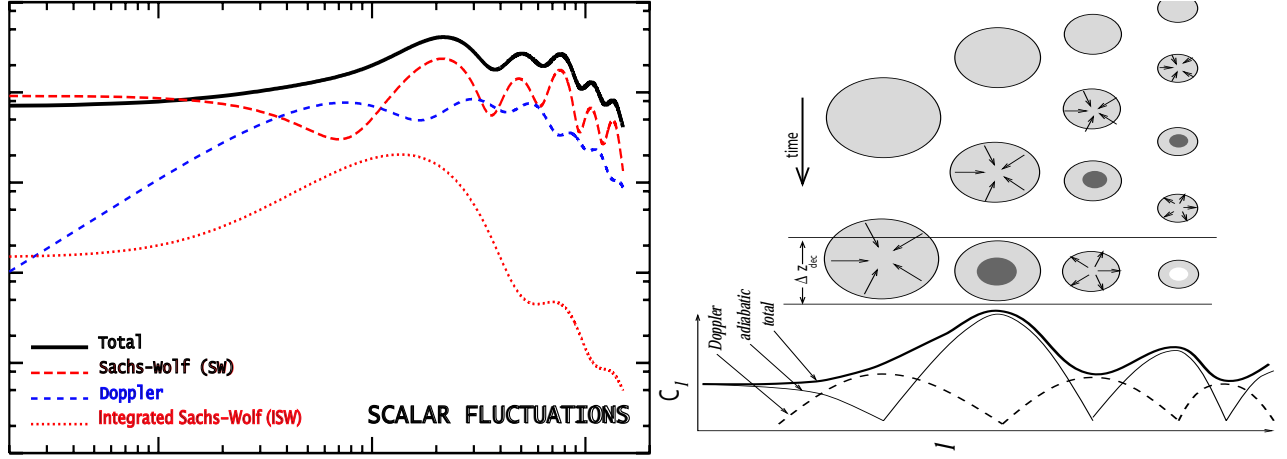 Total
Sachs-Wolf (SW)
Doppler
Integrated Sachs-Wolf (ISW)
SCALAR FLUCTUATIONS
time
Δ z dec
Doppler
adiabatic
total
C l
l